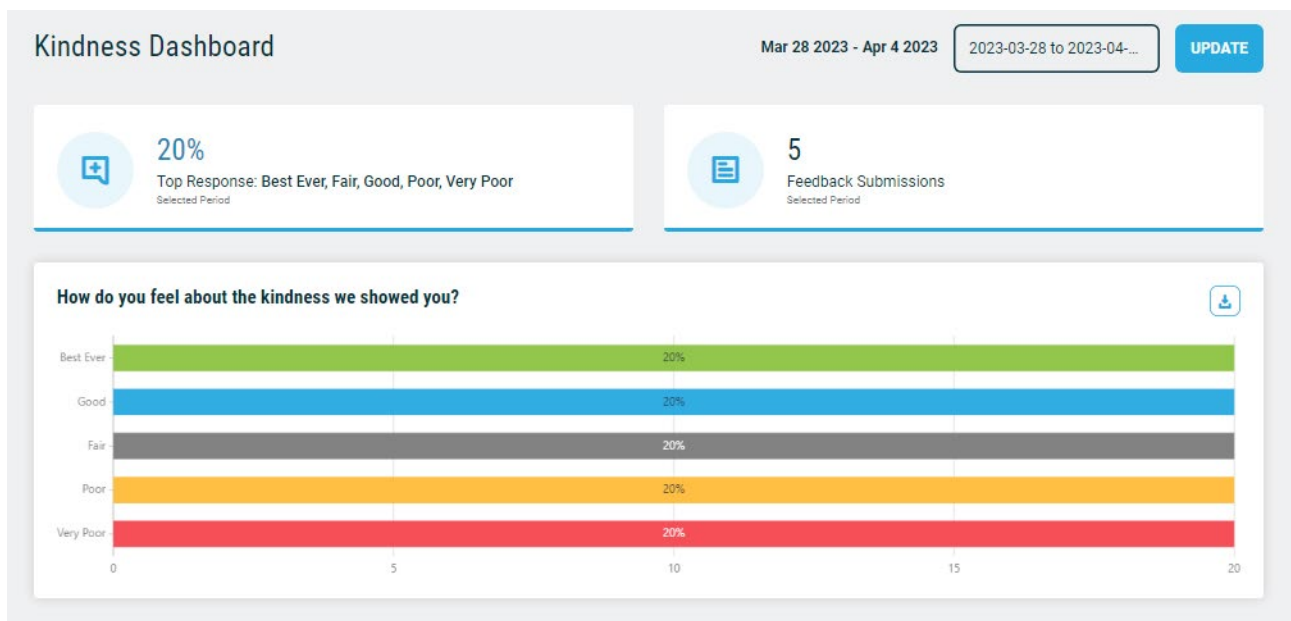 Kindness Dashboard
Mar 28 2023 - Apr 4 2023
2023-03-28 to 2023-04-...
UPDATE
20%
Top Response: Best Ever, Fair, Good, Poor, Very Poor
Selected Period
5
Feedback Submissions
Selected Period
How do you feel about the kindness we showed you?
Best Ever
20%
Good
20%
Fair
20%
Poor
20%
Very Poor
20%
0 5 10 15 20